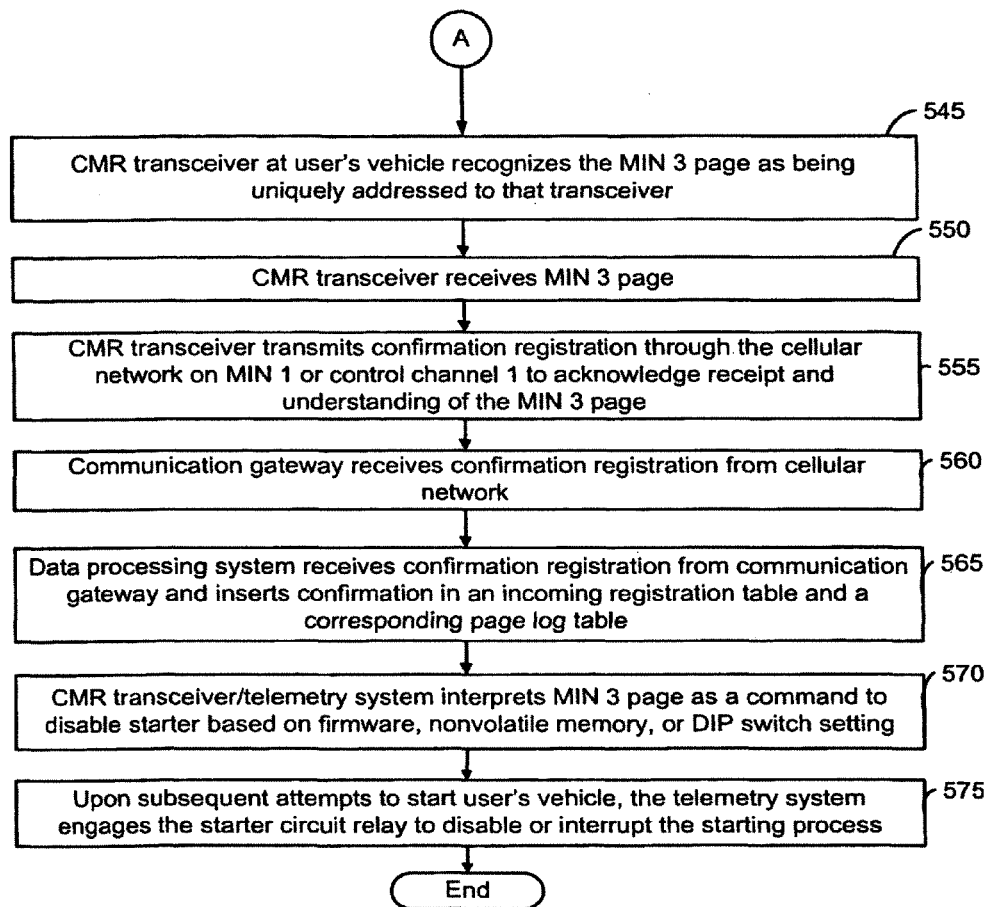 A
545
CMR transceiver at user's vehicle recognizes the MIN 3 page as being
uniquely addressed to that transceiver
550
CMR transceiver receives MIN 3 page
CMR transceiver transmits confirmation registration through the cellular
network on MIN 1 or control channel 1 to acknowledge receipt and
understanding of the MIN 3 page
555
Communication gateway receives confirmation registration from cellular
network
560
Data processing system receives confirmation registration from communication
gateway and inserts confirmation in an incoming registration table and a
corresponding page log table
565
CMR transceiver/telemetry system interprets MIN 3 page as a command to
disable starter based on firmware, nonvolatile memory, or DIP switch setting
570
Upon subsequent attempts to start user's vehicle, the telemetry system
engages the starter circuit relay to disable or interrupt the starting process
575
End